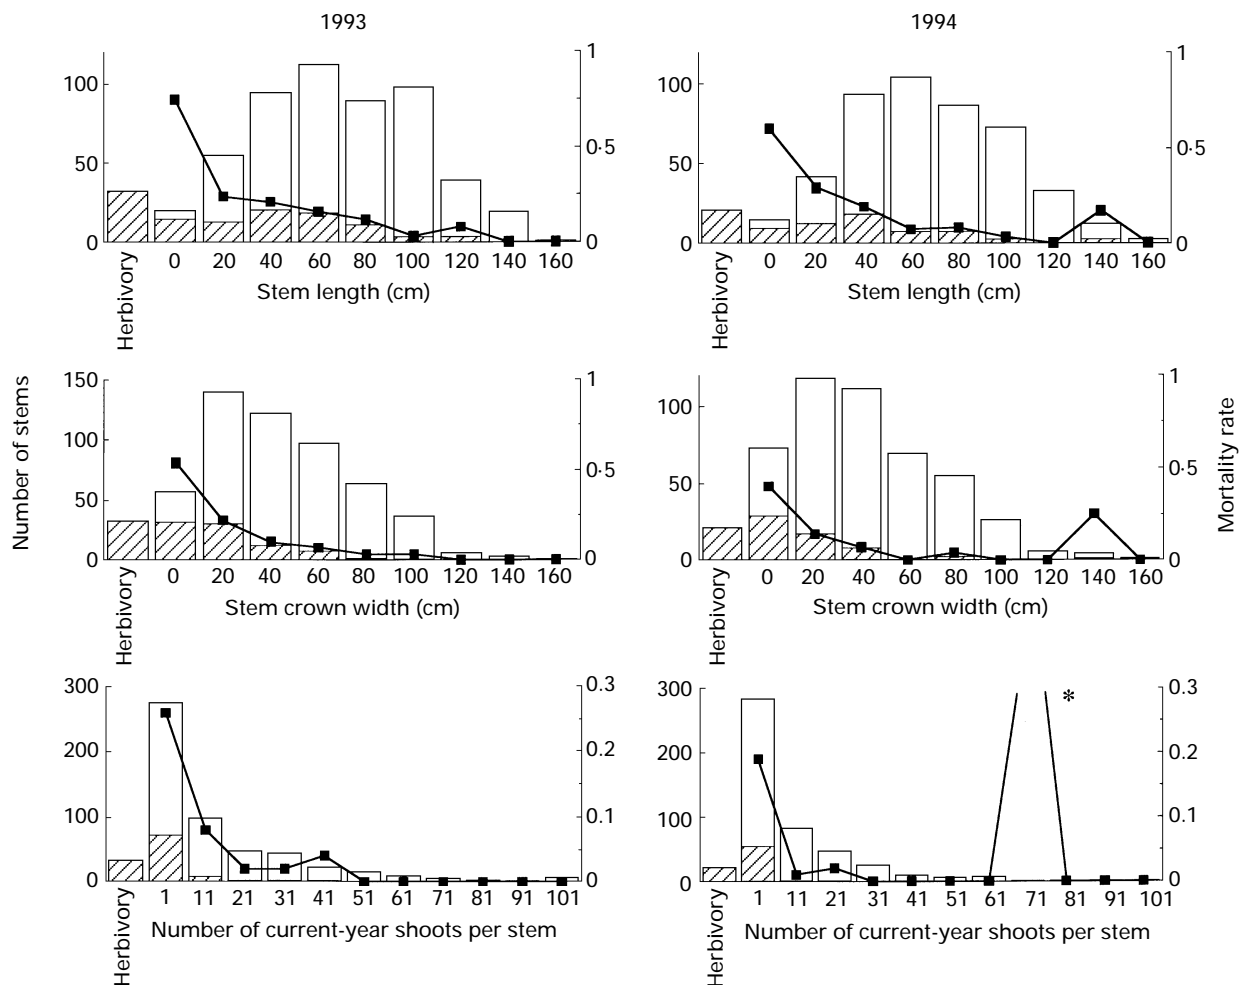 1993
1994
100
50
0
1
0·5
0
Herbivory
0 20 40 60 80 100 120 140 160
Stem length (cm)
100
50
0
1
0·5
0
Herbivory
0 20 40 60 80 100 120 140 160
Stem length (cm)
Number of stems
150
100
50
0
1
0.5
0
Herbivory
0 20 40 60 80 100 120 140 160
Stem crown width (cm)
100
50
0
1
0.5
0
Herbivory
0 20 40 60 80 100 120 140 160
Stem crown width (cm)
Mortality rate
300
200
100
0
0.3
0.2
0.1
0
Herbivory
1 11 21 31 41 51 61 71 81 91 101
Number of current-year shoots per stem
300
200
100
0
*
0.3
0.2
0.1
0
Herbivory
1 11 21 31 41 51 61 71 81 91 101
Number of current-year shoots per stem